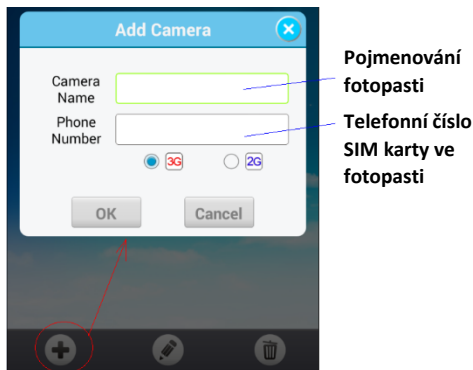 Add Camera
Camera
Name
Phone
Number
3G
2G
OK
Cancel
Pojmenování
fotopasti
Telefonní číslo
SIM karty ve
fotopasti